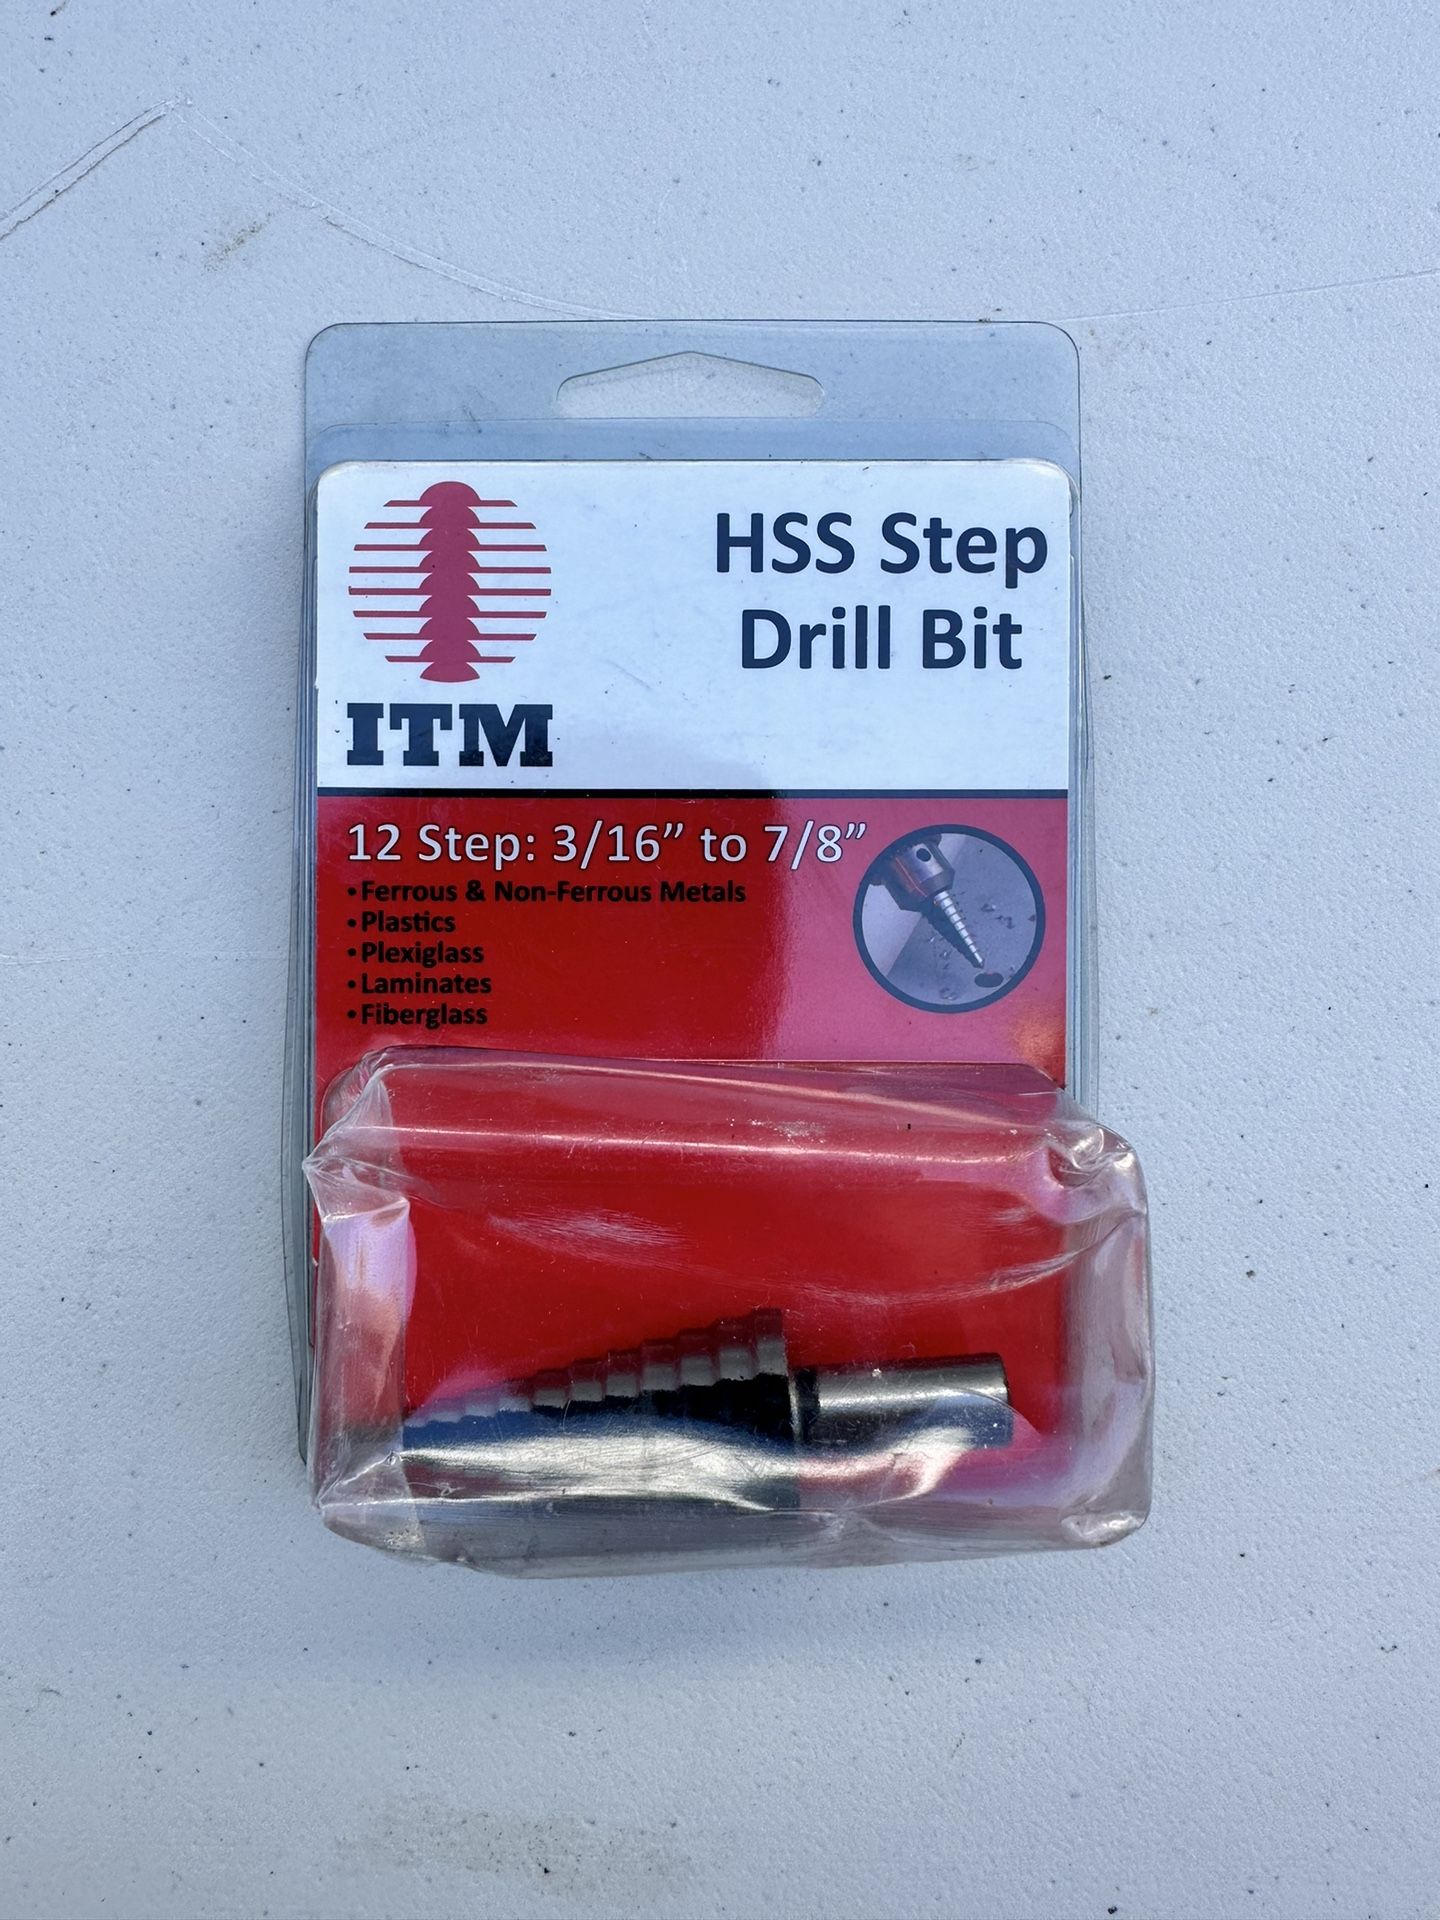 HSS Step
Drill Bit
ITM
12 Step: 3/16” to 7/8”
• Ferrous & Non-Ferrous Metals
• Plastics
• Plexiglass
• Laminates
• Fiberglass